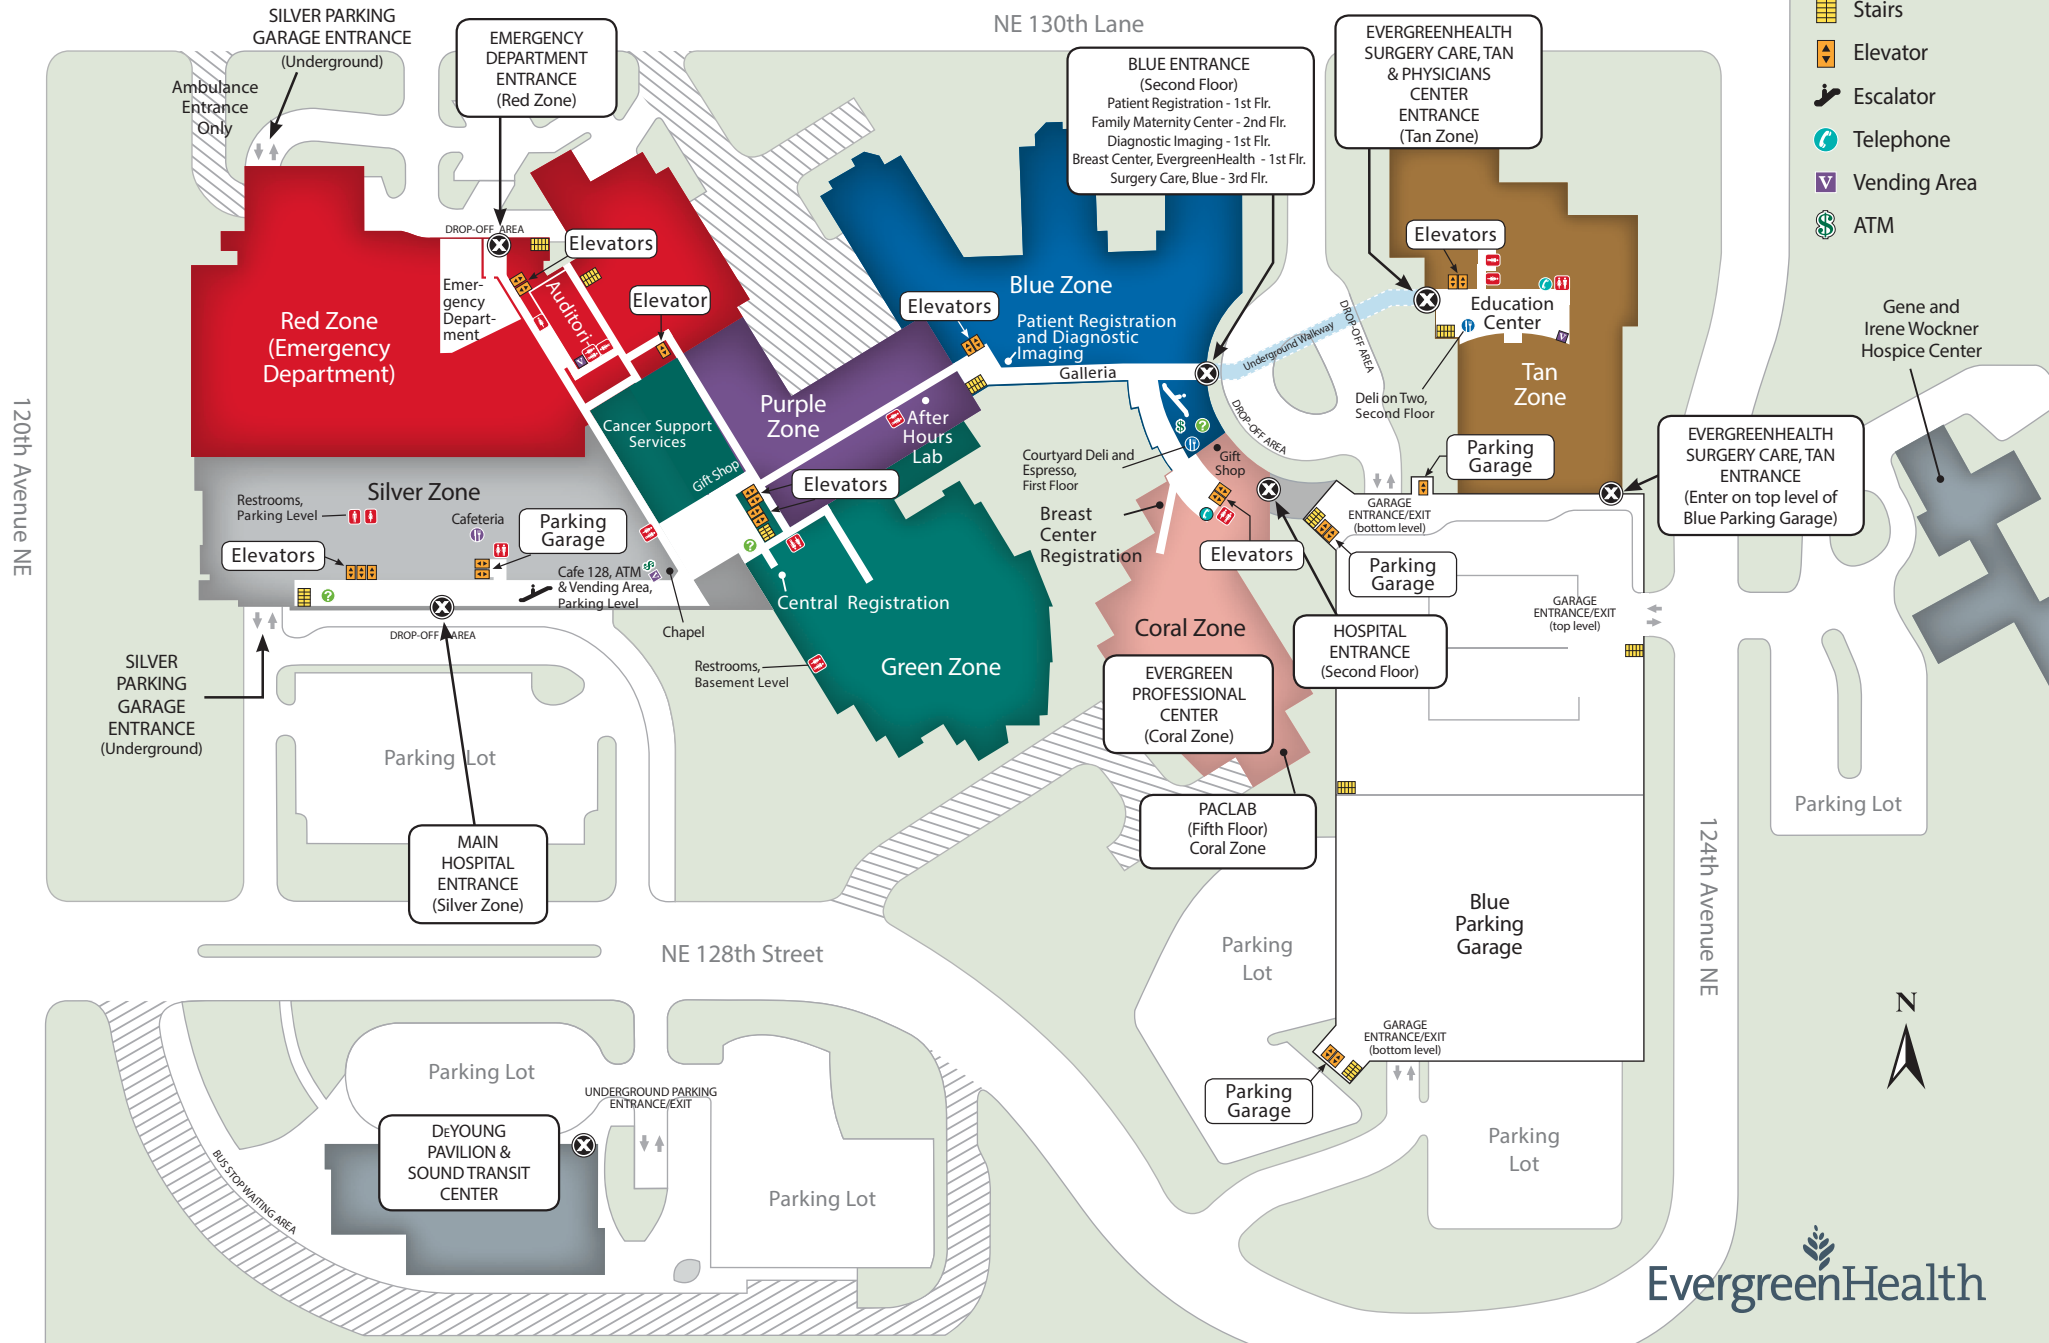 SILVER PARKING
GARAGE ENTRANCE
(Underground)
Ambulance
Entrance
Only
EMERGENCY
DEPARTMENT
ENTRANCE
(Red Zone)
NE 130th Lane
BLUE ENTRANCE
(Second Floor)
Patient Registration - 1st Flr.
Family Maternity Center - 2nd Flr.
Diagnostic Imaging - 1st Flr.
Breast Center, EvergreenHealth - 1st Flr.
Surgery Care, Blue - 3rd Flr.
EVERGREENHEALTH
SURGERY CARE, TAN
& PHYSICIANS
CENTER
ENTRANCE
(Tan Zone)
Stairs
Elevator
Escalator
Telephone
V
Vending Area
$
ATM
DROP-OFF AREA
Elevators
Emer-
gency
Depart-
ment
Auditori-
V
Elevator
Red Zone
(Emergency
Department)
Elevators
Blue Zone
Patient Registration
and Diagnostic
Imaging
Galleria
Underground Walkway
DROP-OFF AREA
DROP-OFF AREA
Elevators
Education
Center
V
Deli on Two,
Second Floor
Tan
Zone
Gene and
Irene Wockner
Hospice Center
120th Avenue NE
Cancer Support
Services
Gift Shop
Purple
Zone
After
Hours
Lab
Elevators
$
?
Courtyard Deli and
Espresso,
First Floor
Gift
Shop
Breast
Center
Registration
Elevators
Parking
Garage
GARAGE
ENTRANCE/EXIT
(bottom level)
EVERGREENHEALTH
SURGERY CARE, TAN
ENTRANCE
(Enter on top level of
Blue Parking Garage)
Silver Zone
Restrooms,
Parking Level
Cafeteria
Parking
Garage
Elevators
?
Cafe 128, ATM
& Vending Area,
Parking Level
$
V
?
Chapel
DROP-OFF AREA
Central Registration
Restrooms,
Basement Level
Green Zone
Coral Zone
Parking
Garage
GARAGE
ENTRANCE/EXIT
(top level)
HOSPITAL
ENTRANCE
(Second Floor)
EVERGREEN
PROFESSIONAL
CENTER
(Coral Zone)
PACLAB
(Fifth Floor)
Coral Zone
SILVER
PARKING
GARAGE
ENTRANCE
(Underground)
Parking Lot
MAIN
HOSPITAL
ENTRANCE
(Silver Zone)
Parking Lot
124th Avenue NE
Blue
Parking
Garage
Parking
Lot
NE 128th Street
GARAGE
ENTRANCE/EXIT
(bottom level)
Parking
Garage
N
Parking Lot
UNDERGROUND PARKING
ENTRANCE/EXIT
DEYOUNG
PAVILION &
SOUND TRANSIT
CENTER
BUS STOP WAITING AREA
Parking Lot
Parking
Lot
EvergreenHealth